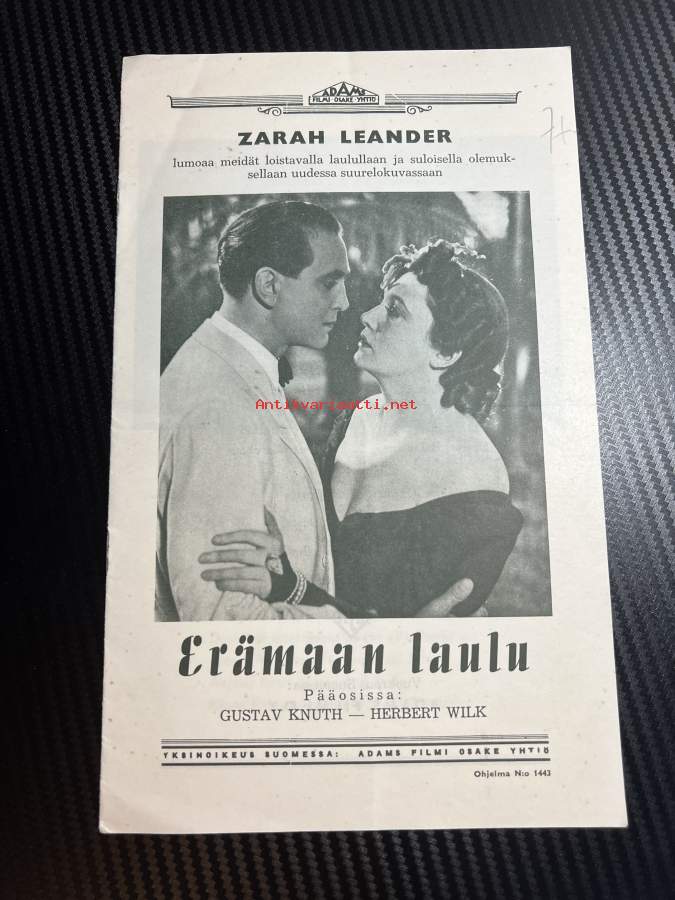 ADAMS
FILMI · OSAKE · YHTIÖ
ZARAH LEANDER
lumoaa meidät loistavalla laulullaan ja suloisella olemuk-
sellaan uudessa suurelokuvassaan
Antikvariaatti.net
Erämaan laulu
Pääosissa:
GUSTAV KNUTH — HERBERT WILK
YKSINOIKEUS SUOMESSA: ADAMS FILMI OSAKE YHTIÖ
Ohjelma N:o 1443